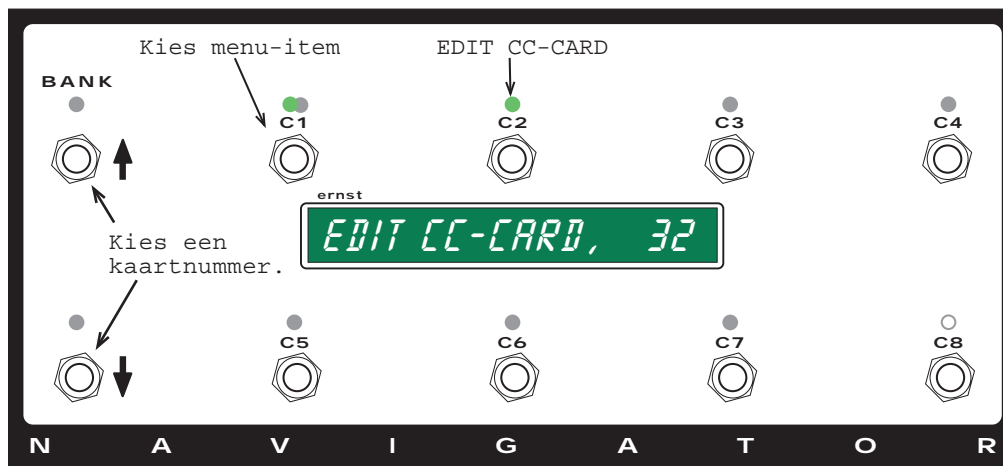 Kies menu-item EDIT CC-CARD
BANK
C1 C2 C3 C4
ernst
EDIT CC-CARD, 32
Kies een
kaartnummer.
C5 C6 C7 C8
N A V I G A T O R